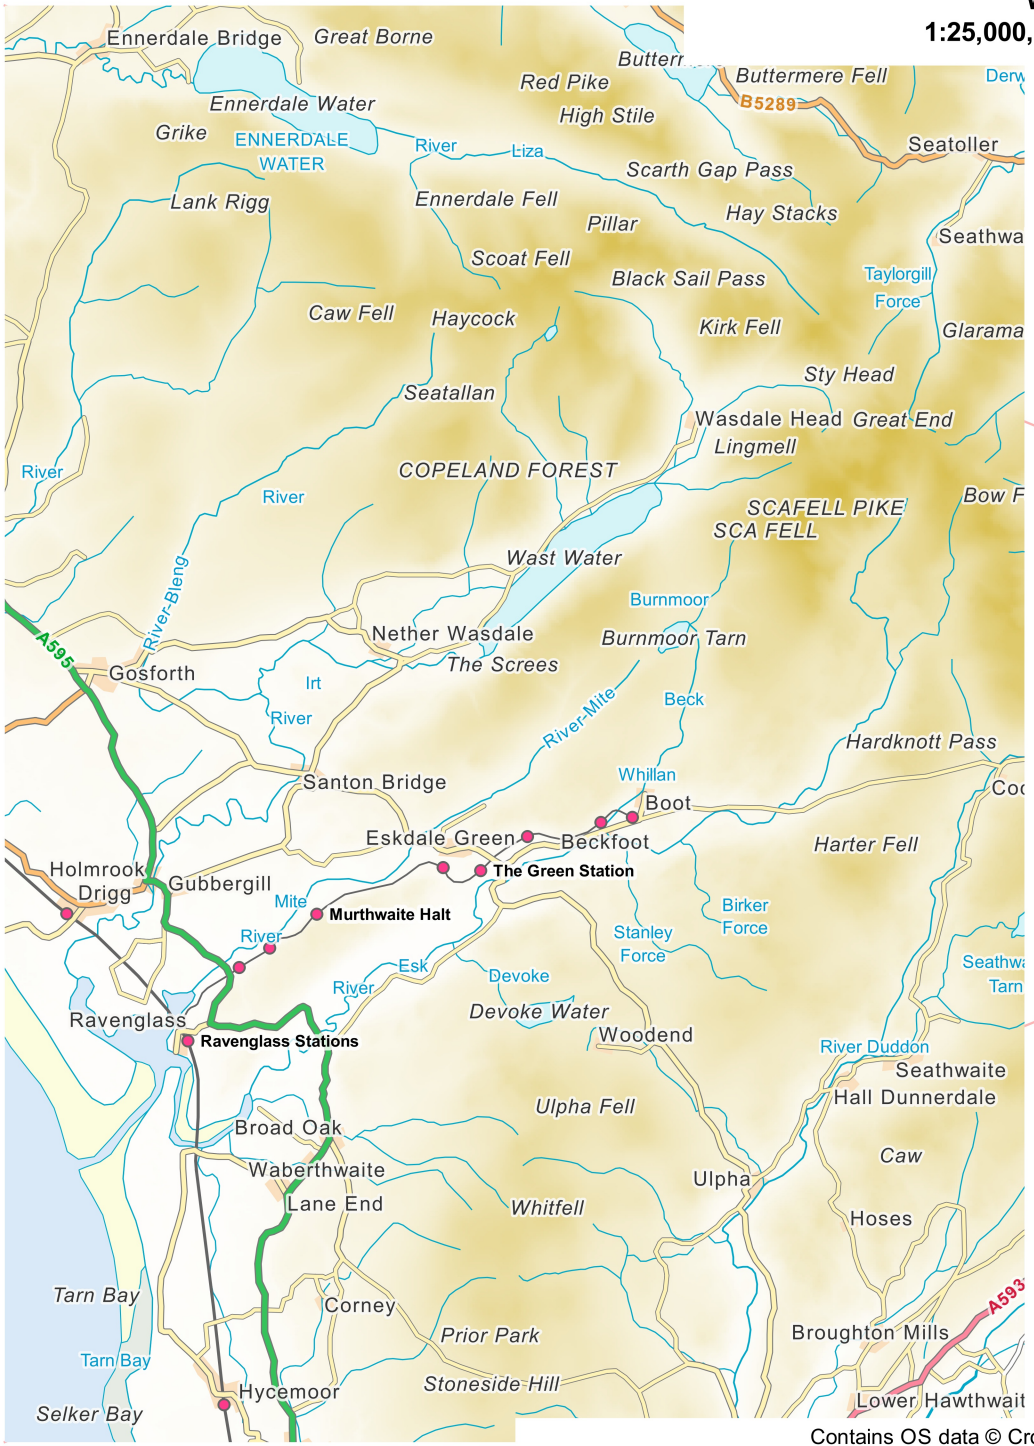 1:25,000,
Ennerdale Bridge
Great Borne
Butterm
Red Pike
Buttermere Fell
Derw
Ennerdale Water
High Stile
B5289
Grike
ENNERDALE
WATER
River
Liza
Seatoller
Scarth Gap Pass
Lank Rigg
Ennerdale Fell
Pillar
Hay Stacks
Seathwa
Scoat Fell
Black Sail Pass
Taylorgill
Force
Caw Fell
Haycock
Kirk Fell
Glarama
Sty Head
Seatallan
Wasdale Head
Great End
Lingmell
River
COPELAND FOREST
River
Bow F
SCAFELL PIKE
SCA FELL
Wast Water
River-Bleng
Burnmoor
A595
Nether Wasdale
Burnmoor Tarn
The Screes
Gosforth
Irt
River
River-Mite
Beck
Hardknott Pass
Santon Bridge
Whillan
Boot
Coc
Eskdale Green
Beckfoot
Harter Fell
Holmrook
Drigg
Gubbergill
The Green Station
Mite
Murthwaite Halt
Birker
Force
River
Stanley
Force
Esk
Devoke
Seathwa
Tarn
River
Ravenglass
Devoke Water
Ravenglass Stations
Woodend
River Duddon
Seathwaite
Hall Dunnerdale
Ulpha Fell
Broad Oak
Caw
Waberthwaite
Ulpha
Lane End
Whitfell
Hoses
Tarn Bay
Corney
A593
Prior Park
Broughton Mills
Tarn Bay
Stoneside Hill
Hycemoor
Lower Hawthwait
Selker Bay
Contains OS data © Cro